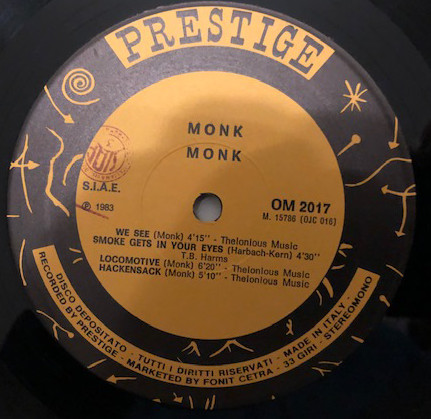 PRESTIGE
MONK
MONK
S.I.A.E.
℗ 1983
OM 2017
M. 15786 (OJC 016)
WE SEE (Monk) 4'15" - Thelonious Music
SMOKE GETS IN YOUR EYES (Harbach-Kern) 4'30"
T.B. Harms
LOCOMOTIVE (Monk) 6'20" - Thelonious Music
HACKENSACK (Monk) 5'10" - Thelonious Music
DISCO DEPOSITATO - TUTTI I DIRITTI RISERVATI - MADE IN ITALY -
RECORDED BY PRESTIGE - MARKETED BY FONIT CETRA - 33 GIRI - STEREOMONO